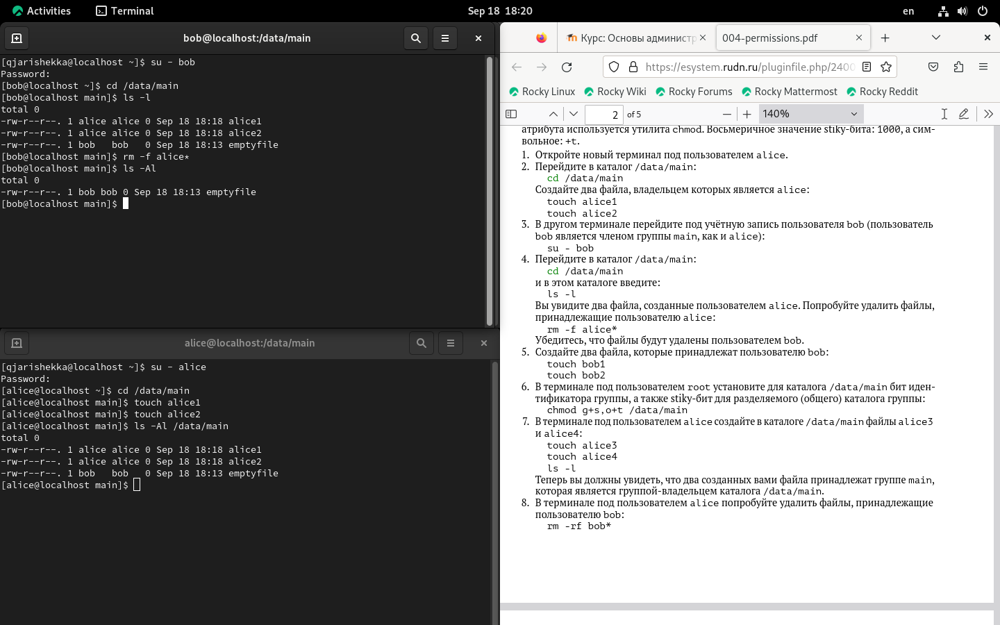 Activities Terminal Sep 18 18:20 en
bob@localhost:/data/main
[qjarishekka@localhost ~]$ su - bob
Password:
[bob@localhost ~]$ cd /data/main
[bob@localhost main]$ ls -l
total 0
-rw-r--r--. 1 alice alice 0 Sep 18 18:18 alice1
-rw-r--r--. 1 alice alice 0 Sep 18 18:18 alice2
-rw-r--r--. 1 bob   bob   0 Sep 18 18:13 emptyfile
[bob@localhost main]$ rm -f alice*
[bob@localhost main]$ ls -Al
total 0
-rw-r--r--. 1 bob bob 0 Sep 18 18:13 emptyfile
[bob@localhost main]$
alice@localhost:/data/main
[qjarishekka@localhost ~]$ su - alice
Password:
[alice@localhost ~]$ cd /data/main
[alice@localhost main]$ touch alice1
[alice@localhost main]$ touch alice2
[alice@localhost main]$ ls -Al /data/main
total 0
-rw-r--r--. 1 alice alice 0 Sep 18 18:18 alice1
-rw-r--r--. 1 alice alice 0 Sep 18 18:18 alice2
-rw-r--r--. 1 bob   bob   0 Sep 18 18:13 emptyfile
[alice@localhost main]$
Курс: Основы администр 004-permissions.pdf
https://esystem.rudn.ru/pluginfile.php/2400
Rocky Linux Rocky Wiki Rocky Forums Rocky Mattermost Rocky Reddit
2 of 5 140%
атрибута используется утилита chmod. Восьмеричное значение stiky-бита: 1000, а сим-
вольное: +t.
1. Откройте новый терминал под пользователем alice.
2. Перейдите в каталог /data/main:
cd /data/main
Создайте два файла, владельцем которых является alice:
touch alice1
touch alice2
3. В другом терминале перейдите под учётную запись пользователя bob (пользователь
bob является членом группы main, как и alice):
su - bob
4. Перейдите в каталог /data/main:
cd /data/main
и в этом каталоге введите:
ls -l
Вы увидите два файла, созданные пользователем alice. Попробуйте удалить файлы,
принадлежащие пользователю alice:
rm -f alice*
Убедитесь, что файлы будут удалены пользователем bob.
5. Создайте два файла, которые принадлежат пользователю bob:
touch bob1
touch bob2
6. В терминале под пользователем root установите для каталога /data/main бит иден-
тификатора группы, а также stiky-бит для разделяемого (общего) каталога группы:
chmod g+s,o+t /data/main
7. В терминале под пользователем alice создайте в каталоге /data/main файлы alice3
и alice4:
touch alice3
touch alice4
ls -l
Теперь вы должны увидеть, что два созданных вами файла принадлежат группе main,
которая является группой-владельцем каталога /data/main.
8. В терминале под пользователем alice попробуйте удалить файлы, принадлежащие
пользователю bob:
rm -rf bob*